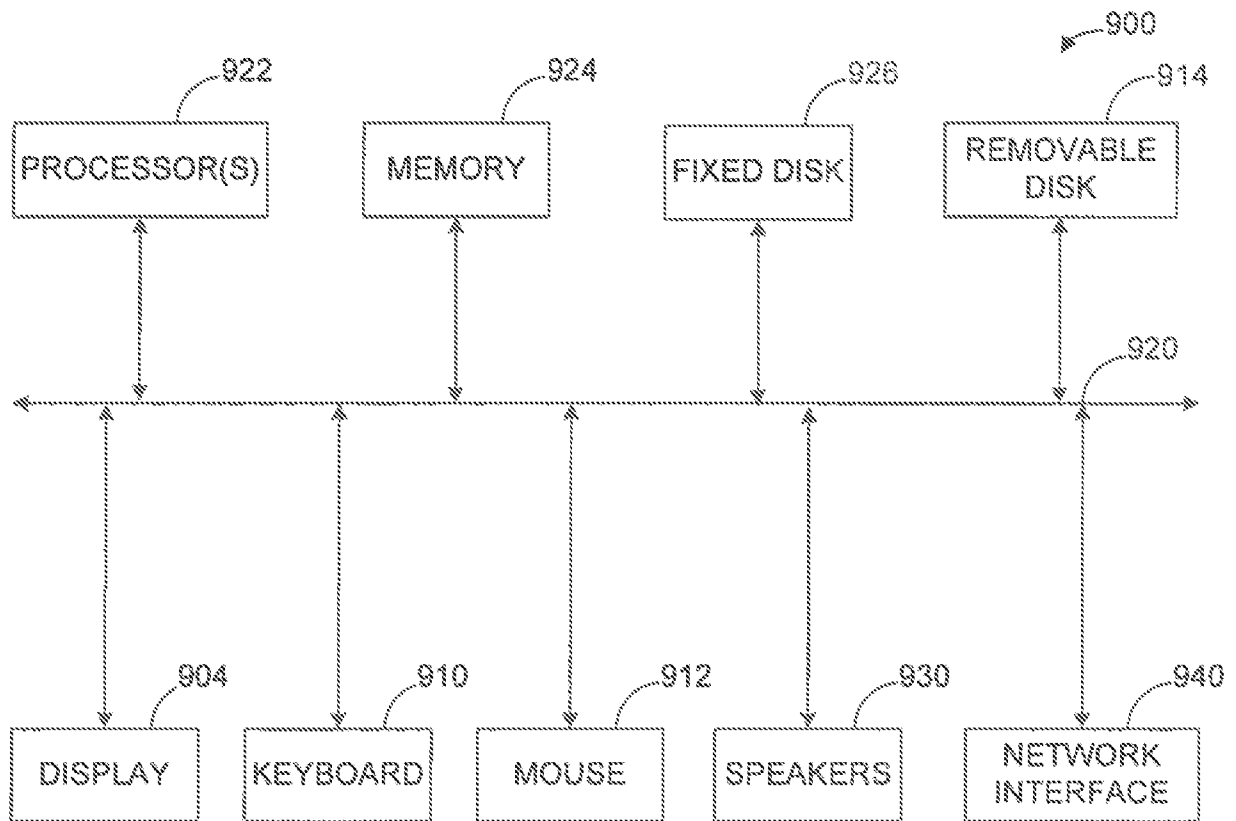 900
922
924
926
914
PROCESSOR(S)
MEMORY
FIXED DISK
REMOVABLE
DISK
920
904
910
912
930
940
DISPLAY
KEYBOARD
MOUSE
SPEAKERS
NETWORK
INTERFACE